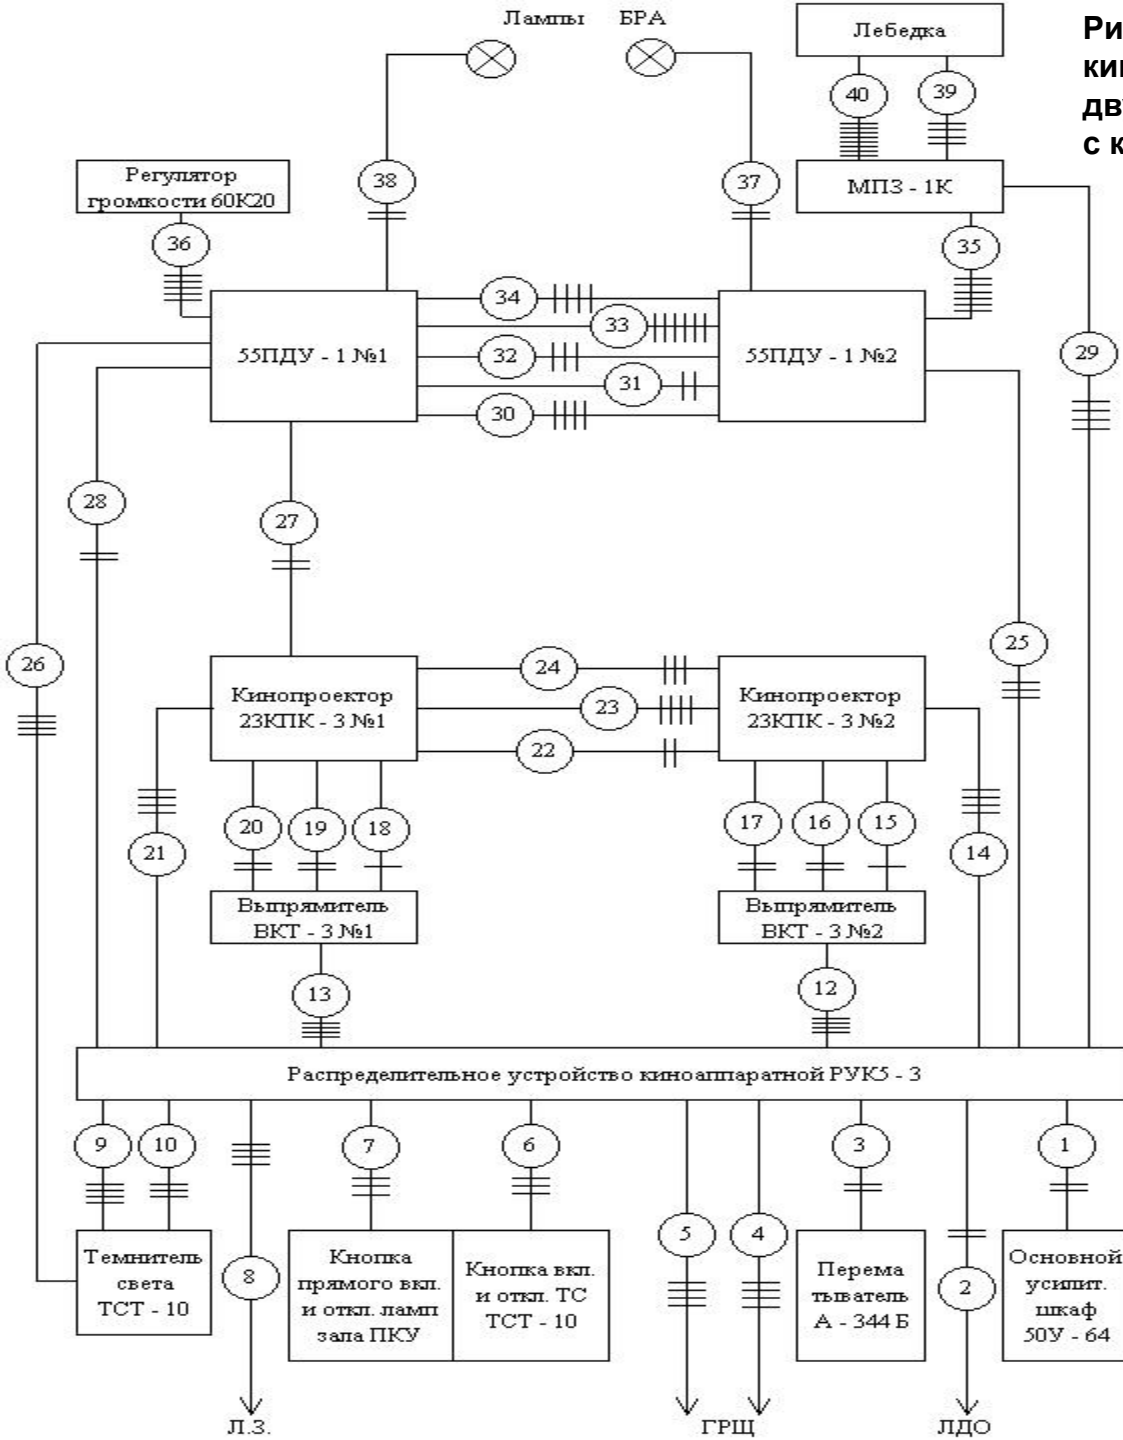 Лампы БРА
Лебедка
Ри
ки
дв
с к
40
39
Регулятор
громкости 60К20
38
37
МПЗ - 1К
36
35
34
33
55ПДУ - 1 №1
32
55ПДУ - 1 №2
29
31
30
28
27
26
25
24
Кинопроектор
23КПК - 3 №1
23
Кинопроектор
23КПК - 3 №2
22
20
19
18
17
16
15
21
14
Выпрямитель
ВКТ - 3 №1
Выпрямитель
ВКТ - 3 №2
13
12
Распределительное устройство киноаппаратной РУК5 - 3
9
10
7
6
3
1
5
4
8
2
Темнитель
света
ТСТ - 10
Кнопка
прямого вкл.
и откл. ламп
зала ПКУ
Кнопка вкл.
и откл. ТС
ТСТ - 10
Перема
тыватель
А - 344 Б
Основной
усилит.
шкаф
50У - 64
Л.З.
ГРЩ
ЛДО